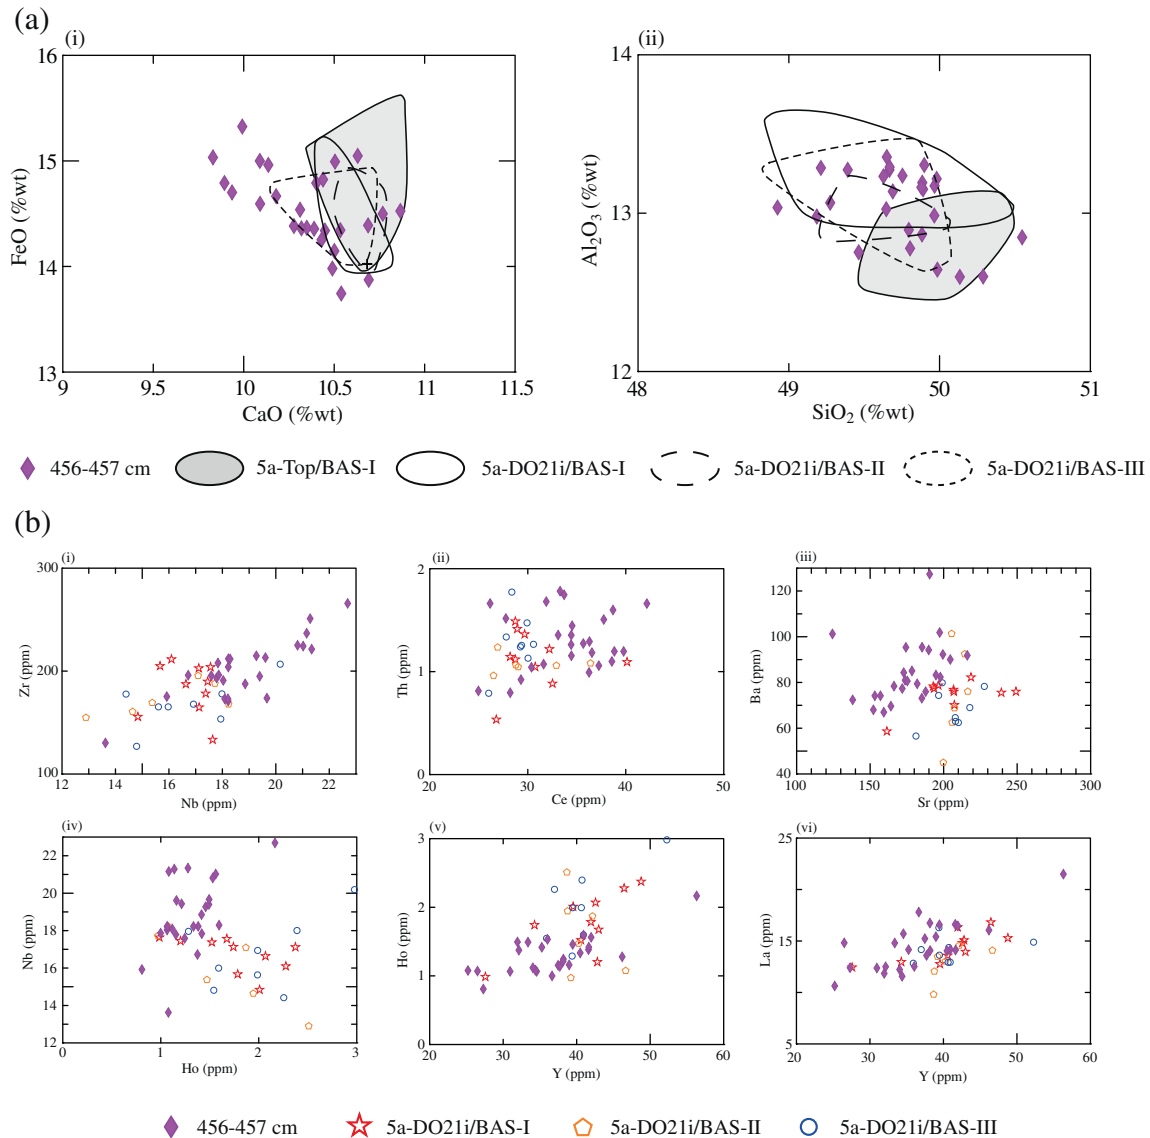 (a)
(i)
(ii)
16
15
14
13
FeO (%wt)
9
9.5
10
10.5
11
11.5
CaO (%wt)
14
13
12
Al₂O₃ (%wt)
48
49
50
51
SiO₂ (%wt)
456-457 cm
5a-Top/BAS-I
5a-DO21i/BAS-I
5a-DO21i/BAS-II
5a-DO21i/BAS-III
(b)
(i)
300
200
100
Zr (ppm)
12
14
16
18
20
22
Nb (ppm)
(ii)
2
1
0
Th (ppm)
20
30
40
50
Ce (ppm)
(iii)
120
100
80
60
40
Ba (ppm)
100
150
200
250
300
Sr (ppm)
(iv)
22
20
18
16
14
12
Nb (ppm)
0
1
2
3
Ho (ppm)
(v)
3
2
1
0
Ho (ppm)
20
30
40
50
60
Y (ppm)
(vi)
25
15
5
La (ppm)
20
30
40
50
60
Y (ppm)
456-457 cm
5a-DO21i/BAS-I
5a-DO21i/BAS-II
5a-DO21i/BAS-III